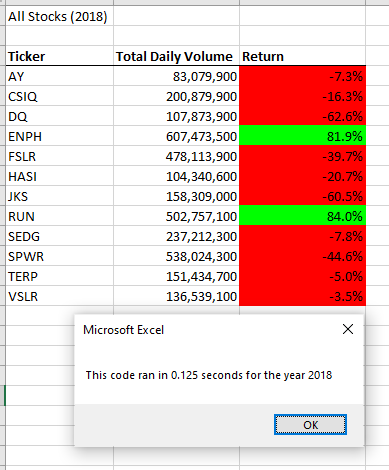 All Stocks (2018)
Ticker Total Daily Volume Return
AY 83,079,900 -7.3%
CSIQ 200,879,900 -16.3%
DQ 107,873,900 -62.6%
ENPH 607,473,500 81.9%
FSLR 478,113,900 -39.7%
HASI 104,340,600 -20.7%
JKS 158,309,000 -60.5%
RUN 502,757,100 84.0%
SEDG 237,212,300 -7.8%
SPWR 538,024,300 -44.6%
TERP 151,434,700 -5.0%
VSLR 136,539,100 -3.5%
Microsoft Excel
This code ran in 0.125 seconds for the year 2018
OK